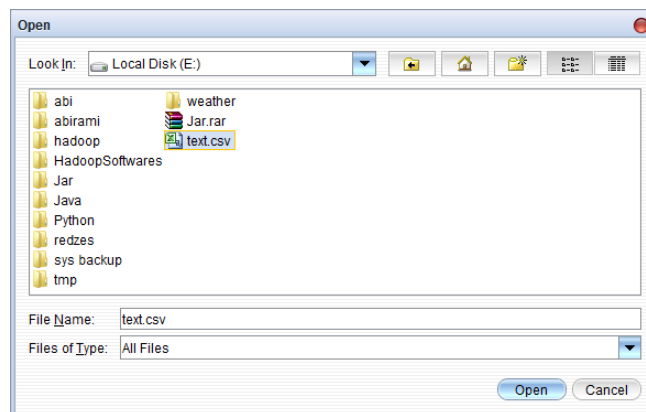 Open
Look In: Local Disk (E:)
abi
abirami
hadoop
HadoopSoftwares
Jar
Java
Python
redzes
sys backup
tmp
weather
Jar.rar
text.csv
File Name: text.csv
Files of Type: All Files
Open Cancel